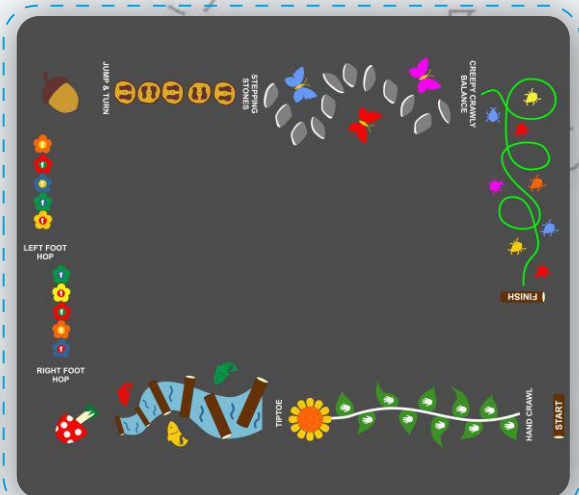 START
HAND CRAWL
TIPTOE
RIGHT FOOT
HOP
LEFT FOOT
HOP
JUMP & TURN
STEPPING
STONES
CREEPY CRAWLY
BALANCE
FINISH